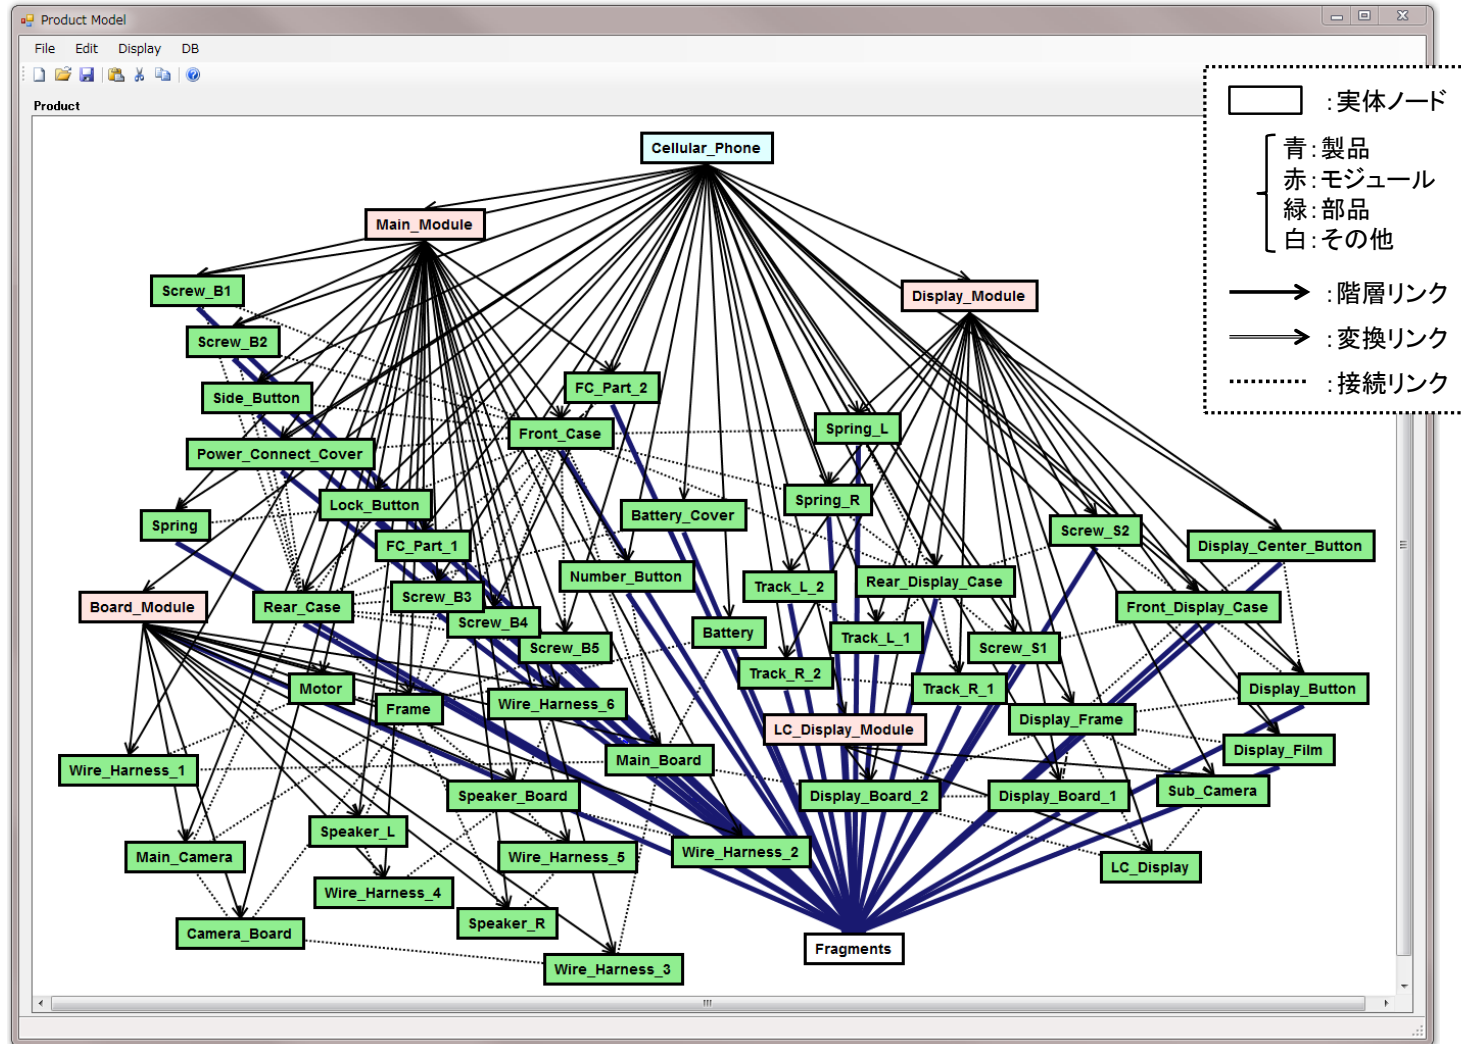 Product Model
File Edit Display DB
Product
Cellular_Phone
Main_Module
Screw_B1
Display_Module
Screw_B2
FC_Part_2
Side_Button
Spring_L
Front_Case
Power_Connect_Cover
Spring_R
Lock_Button
Battery_Cover
Spring
Screw_S2
FC_Part_1
Display_Center_Button
Number_Button
Rear_Display_Case
Track_L_2
Screw_B3
Board_Module
Rear_Case
Front_Display_Case
Screw_B4
Battery
Track_L_1
Screw_B5
Screw_S1
Track_R_2
Motor
Track_R_1
Display_Button
Wire_Harness_6
Frame
Display_Frame
LC_Display_Module
Display_Film
Main_Board
Wire_Harness_1
Sub_Camera
Speaker_Board
Display_Board_2
Display_Board_1
Speaker_L
Wire_Harness_2
Main_Camera
Wire_Harness_5
LC_Display
Wire_Harness_4
Speaker_R
Camera_Board
Fragments
Wire_Harness_3
:実体ノード
青:製品
赤:モジュール
緑:部品
白:その他
:階層リンク
:変換リンク
:接続リンク